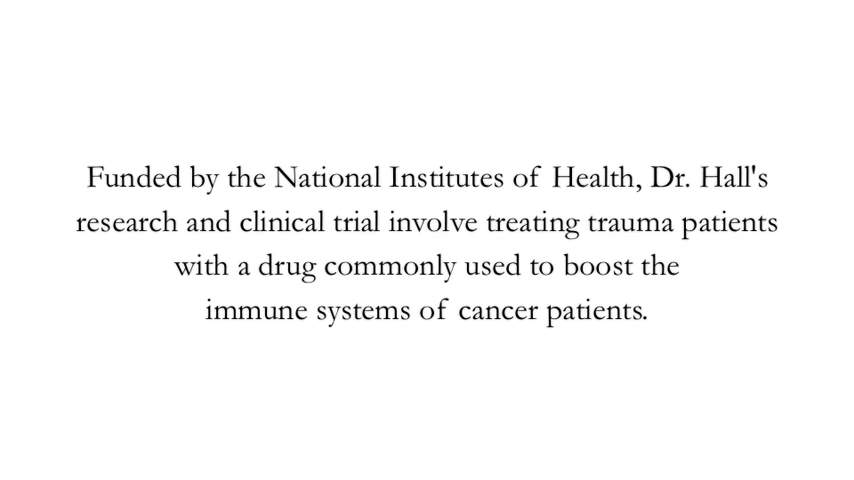 Funded by the National Institutes of Health, Dr. Hall's
research and clinical trial involve treating trauma patients
with a drug commonly used to boost the
immune systems of cancer patients.